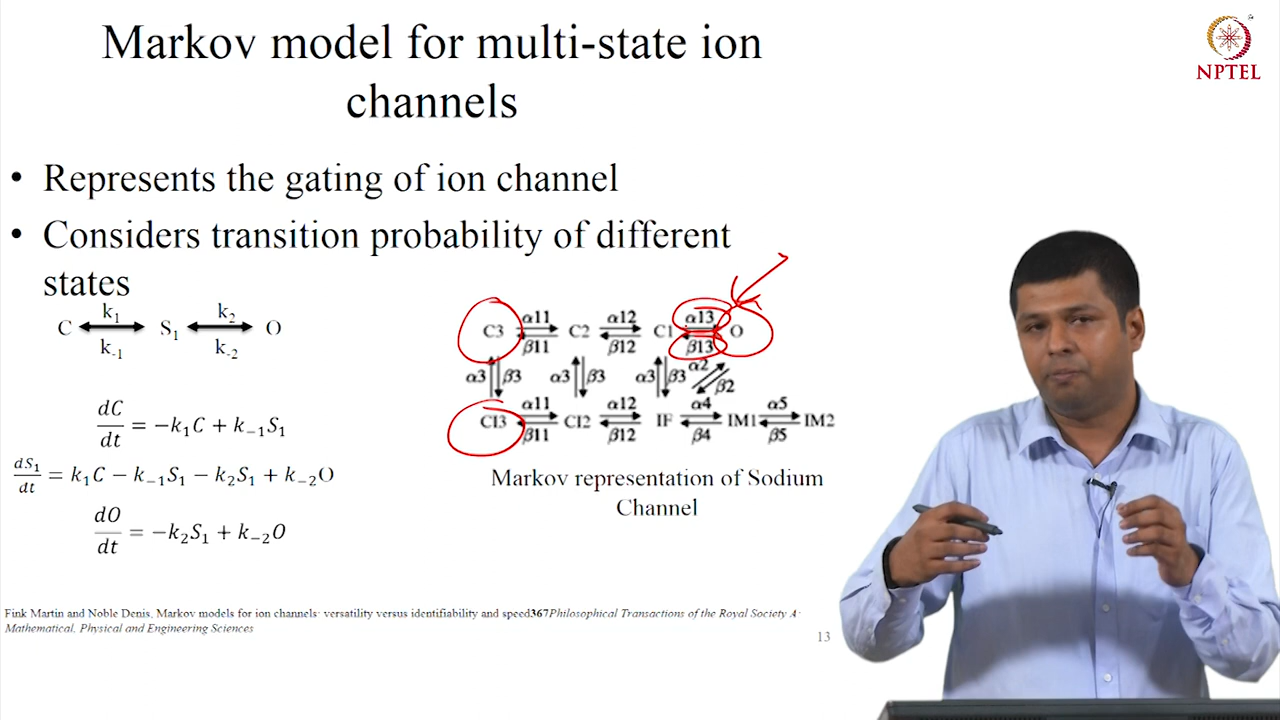 Markov model for multi-state ion
channels
NPTEL
• Represents the gating of ion channel
• Considers transition probability of different
states
k1 k2
C S1 O
k-1 k-2
dC/dt = −k1C + k−1S1
dS1/dt = k1C − k−1S1 − k2S1 + k−2O
dO/dt = −k2S1 + k−2O
α11 α12 α13
C3 C2 C1 O
β11 β12 β13
α3 β3 α3 β3 α3 β3 α2 β2
α11 α12 α4 α5
CI3 CI2 IF IM1 IM2
β11 β12 β4 β5
Markov representation of Sodium
Channel
Fink Martin and Noble Denis, Markov models for ion channels: versatility versus identifiability and speed367Philosophical Transactions of the Royal Society A:
Mathematical, Physical and Engineering Sciences
13